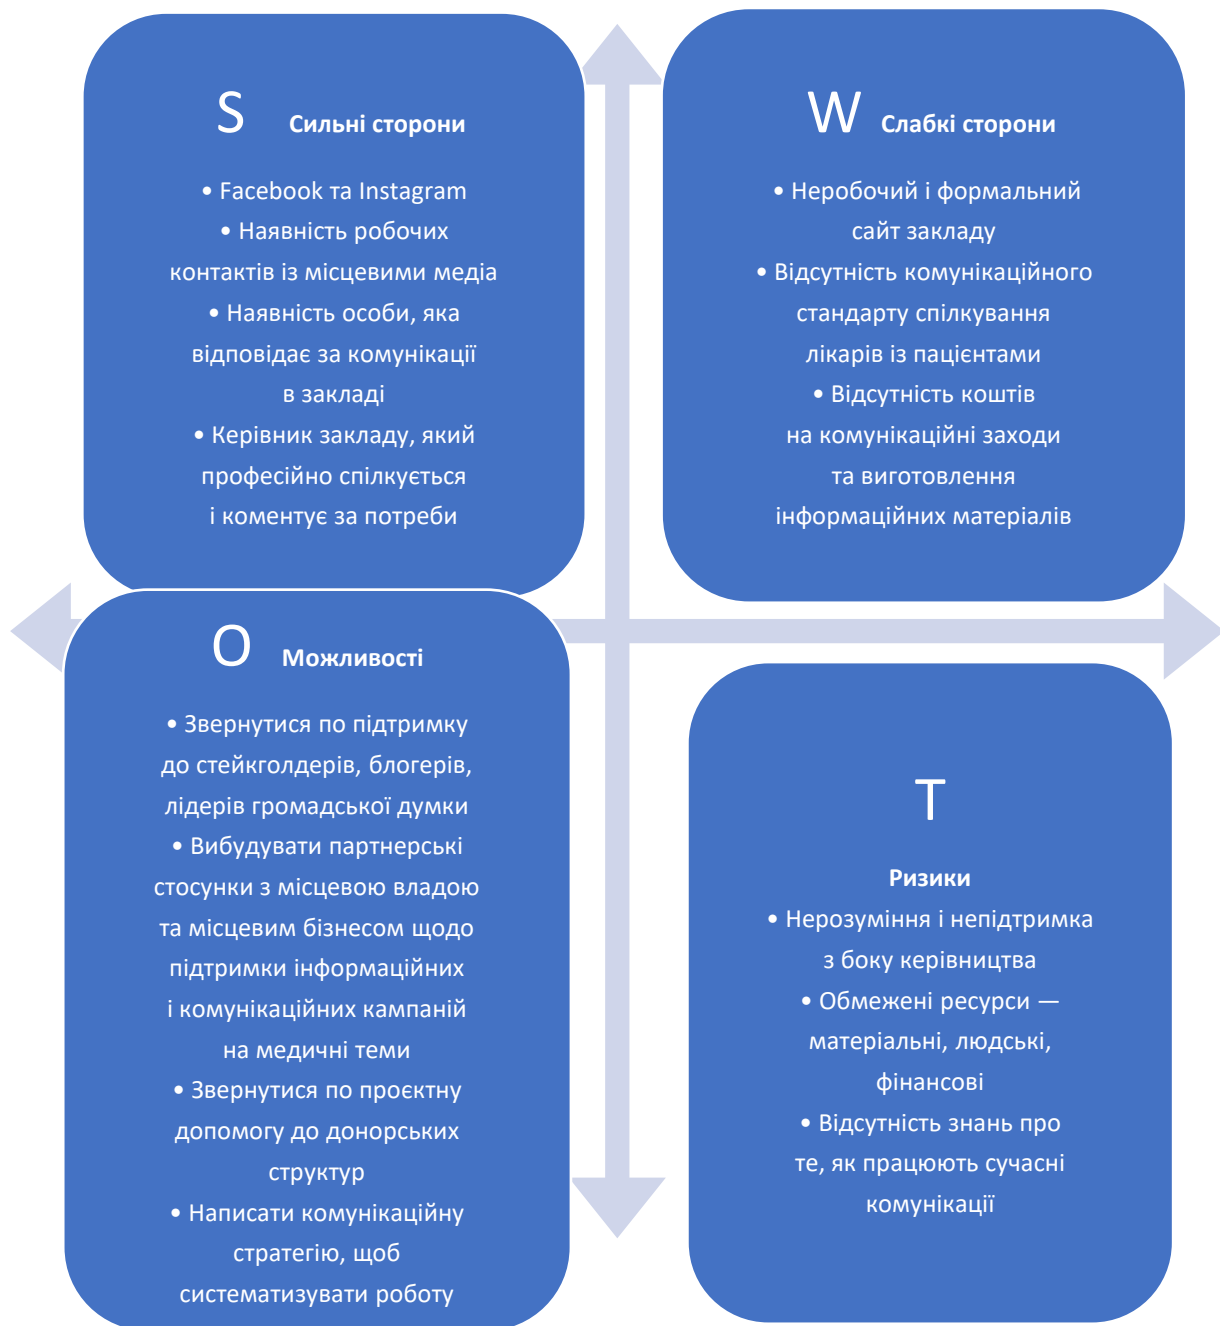 S Сильні сторони
• Facebook та Instagram
• Наявність робочих
контактів із місцевими медіа
• Наявність особи, яка
відповідає за комунікації
в закладі
• Керівник закладу, який
професійно спілкується
і коментує за потреби
W Слабкі сторони
• Неробочий і формальний
сайт закладу
• Відсутність комунікаційного
стандарту спілкування
лікарів із пацієнтами
• Відсутність коштів
на комунікаційні заходи
та виготовлення
інформаційних матеріалів
O Можливості
• Звернутися по підтримку
до стейкголдерів, блогерів,
лідерів громадської думки
• Вибудувати партнерські
стосунки з місцевою владою
та місцевим бізнесом щодо
підтримки інформаційних
і комунікаційних кампаній
на медичні теми
• Звернутися по проєктну
допомогу до донорських
структур
• Написати комунікаційну
стратегію, щоб
систематизувати роботу
T
Ризики
• Нерозуміння і непідтримка
з боку керівництва
• Обмежені ресурси —
матеріальні, людські,
фінансові
• Відсутність знань про
те, як працюють сучасні
комунікації